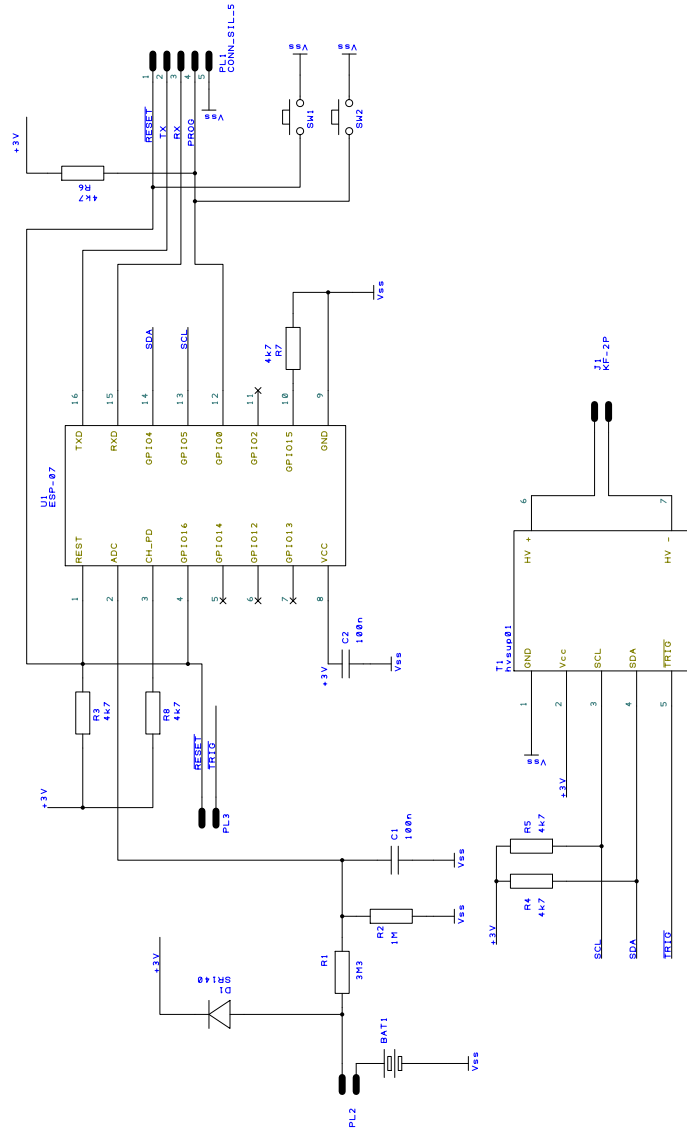 +3V
R6
4k7
RESET
TX
RX
PROG
1
2
3
4
5
PL1
CONN_SIL_5
Vss
SW1
Vss
SW2
Vss
U1
ESP-07
REST
ADC
CH_PD
GPIO16
GPIO14
GPIO12
GPIO13
VCC
1
2
3
4
5
6
7
8
TXD
RXD
GPIO4
GPIO5
GPIO0
GPIO2
GPIO15
GND
16
15
14
13
12
11
10
9
SDA
SCL
4k7
R7
Vss
+3V
C2
100n
Vss
R3
4k7
R8
4k7
+3V
RESET
TRIG
PL3
C1
100n
Vss
R2
1M
Vss
R1
3M3
+3V
D1
SR140
PL2
BAT1
Vss
J1
KF-2P
T1
hvsup01
HV +
HV -
6
7
GND
Vcc
SCL
SDA
TRIG
1
2
3
4
5
Vss
+3V
R5
4k7
R4
4k7
+3V
SCL
SDA
TRIG